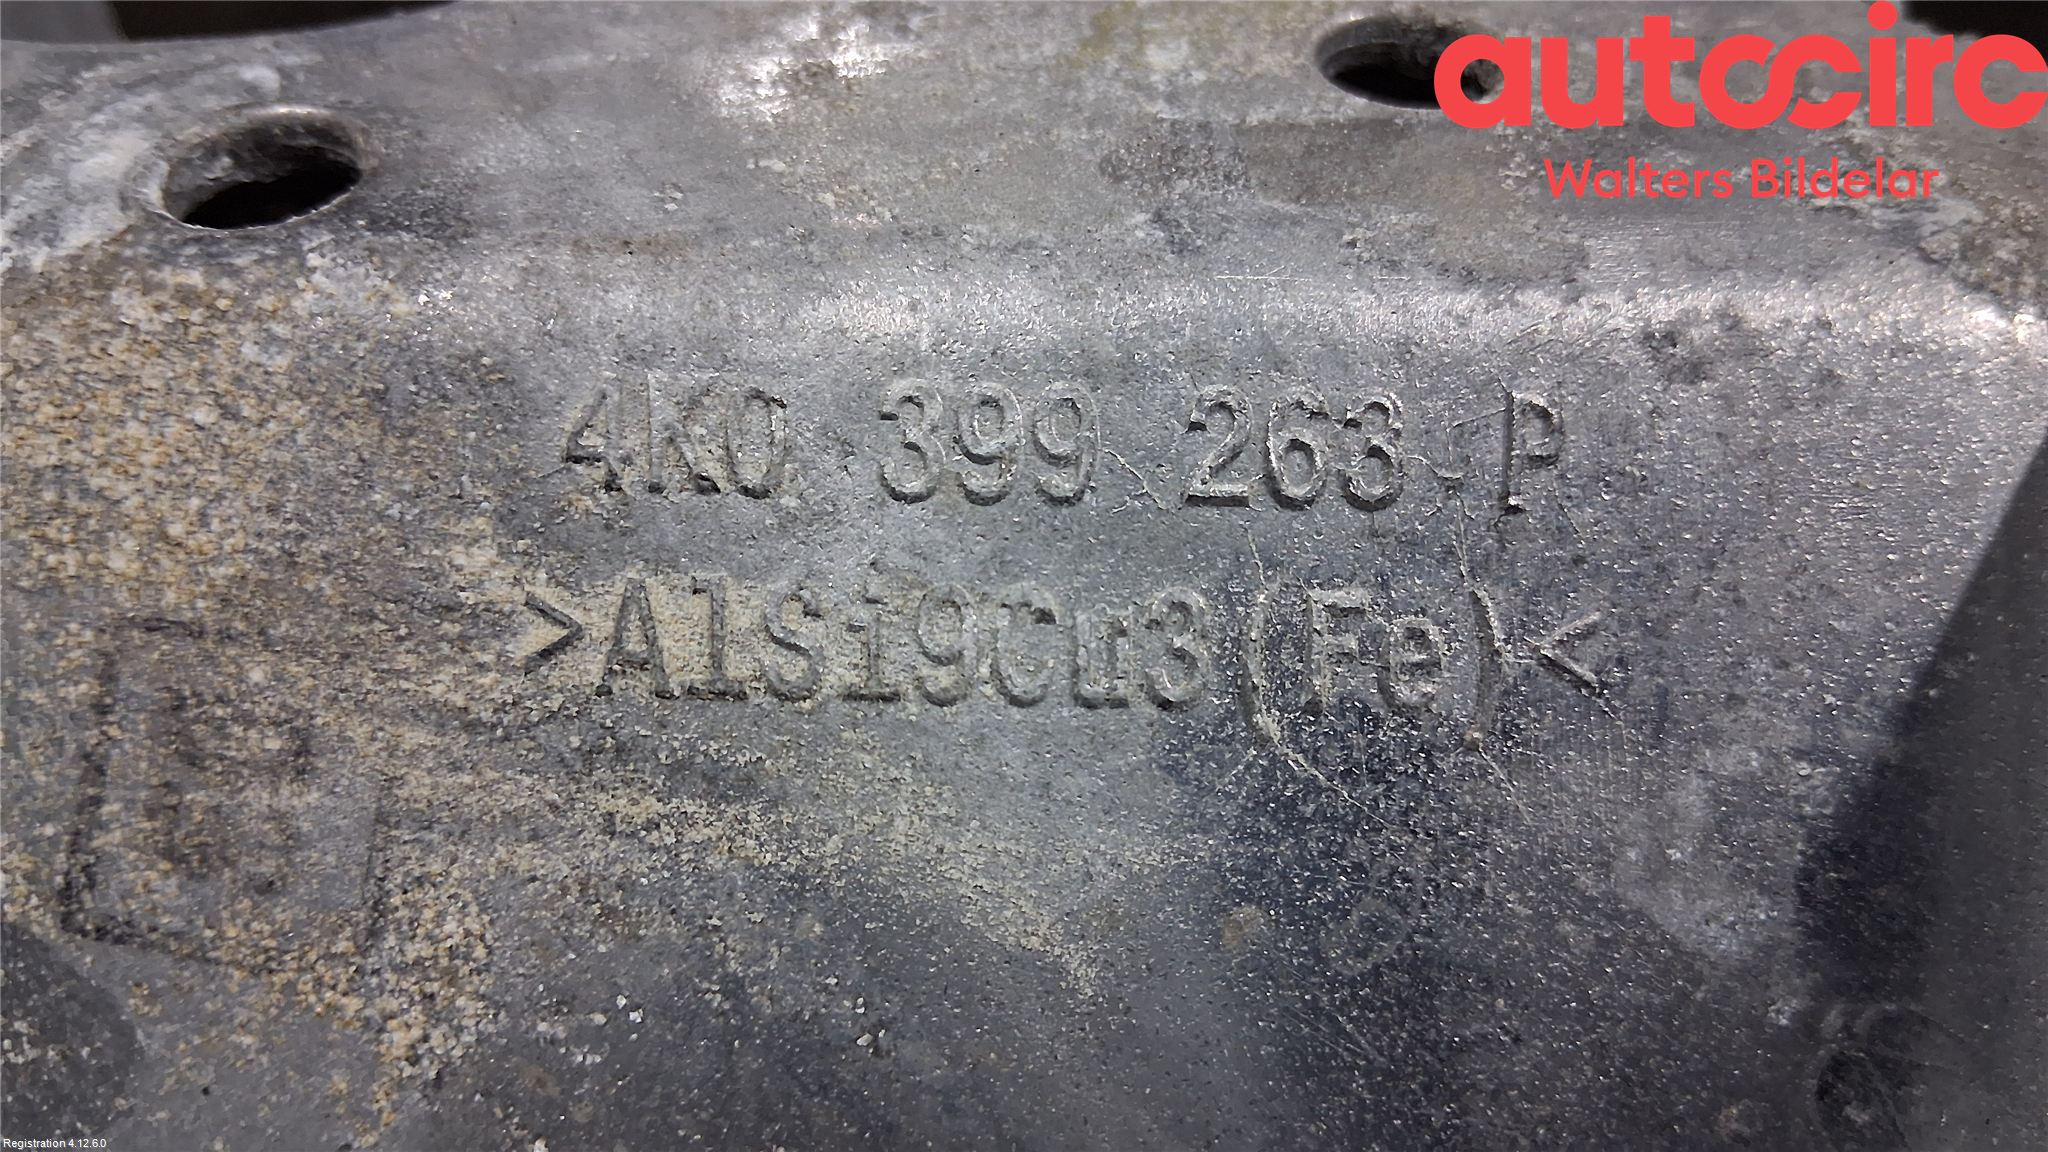 autocirc
Walters Bildelar
4K0 399 263 P
>AlSi9Cu3(Fe)<
Registration 4.12.6.0